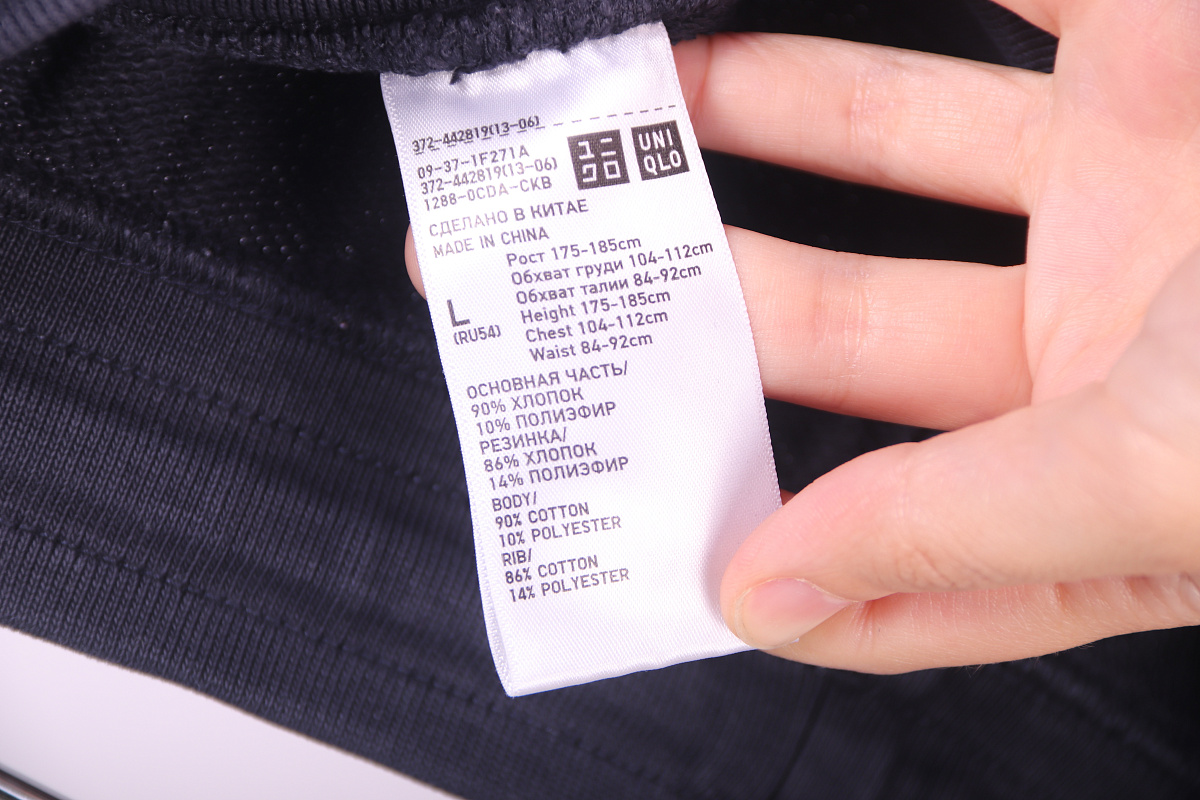 372-442819(13-06)
09-37-1F271A
372-442819(13-06)
1288-0CDA-CKB
ユニ
クロ
UNI
QLO
СДЕЛАНО В КИТАЕ
MADE IN CHINA
L
(RU54)
Рост 175-185cm
Обхват груди 104-112cm
Обхват талии 84-92cm
Height 175-185cm
Chest 104-112cm
Waist 84-92cm
ОСНОВНАЯ ЧАСТЬ/
90% ХЛОПОК
10% ПОЛИЭФИР
РЕЗИНКА/
86% ХЛОПОК
14% ПОЛИЭФИР
BODY/
90% COTTON
10% POLYESTER
RIB/
86% COTTON
14% POLYESTER